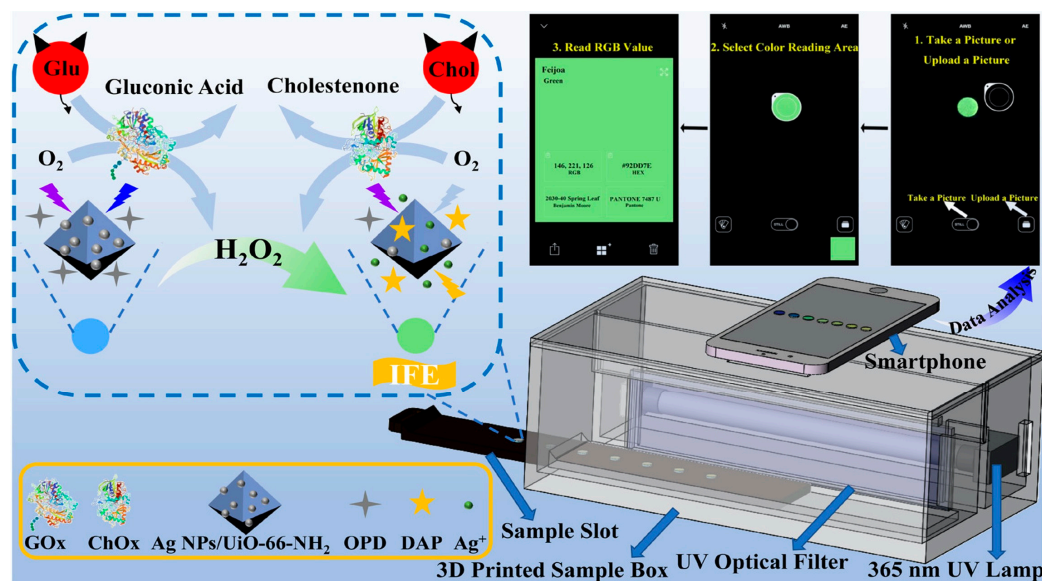 Glu
Gluconic Acid
Cholestenone
Chol
O2
O2
H2O2
IFE
GOx
ChOx
Ag NPs/UiO-66-NH2
OPD
DAP
Ag+
3. Read RGB Value
Feijoa
Green
146, 221, 126
RGB
#92DD7E
HEX
2030-40 Spring Leaf
Benjamin Moore
PANTONE 7487 U
Pantone
AWB
AE
2. Select Color Reading Area
STILL
AWB
AE
1. Take a Picture or
Upload a Picture
Take a Picture
Upload a Picture
STILL
Data Analysis
Smartphone
Sample Slot
3D Printed Sample Box
UV Optical Filter
365 nm UV Lamp